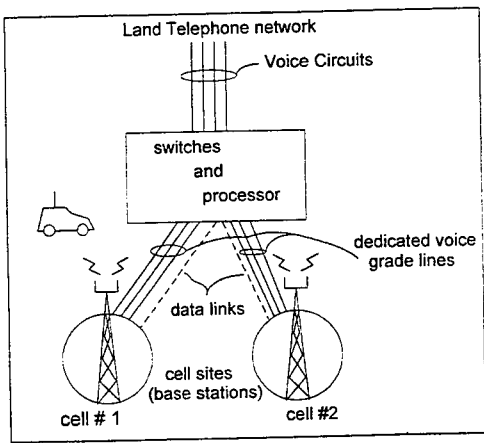 Land Telephone network
Voice Circuits
switches
and
processor
dedicated voice
grade lines
data links
cell sites
(base stations)
cell # 1
cell #2